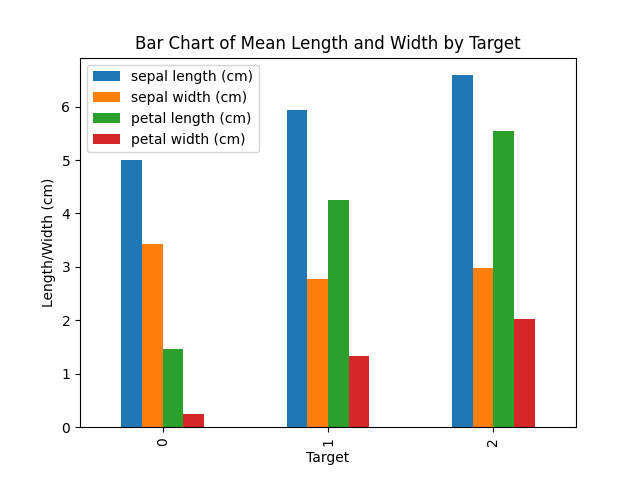 Bar Chart of Mean Length and Width by Target
sepal length (cm)
sepal width (cm)
petal length (cm)
petal width (cm)
Length/Width (cm)
6
5
4
3
2
1
0
0
1
2
Target